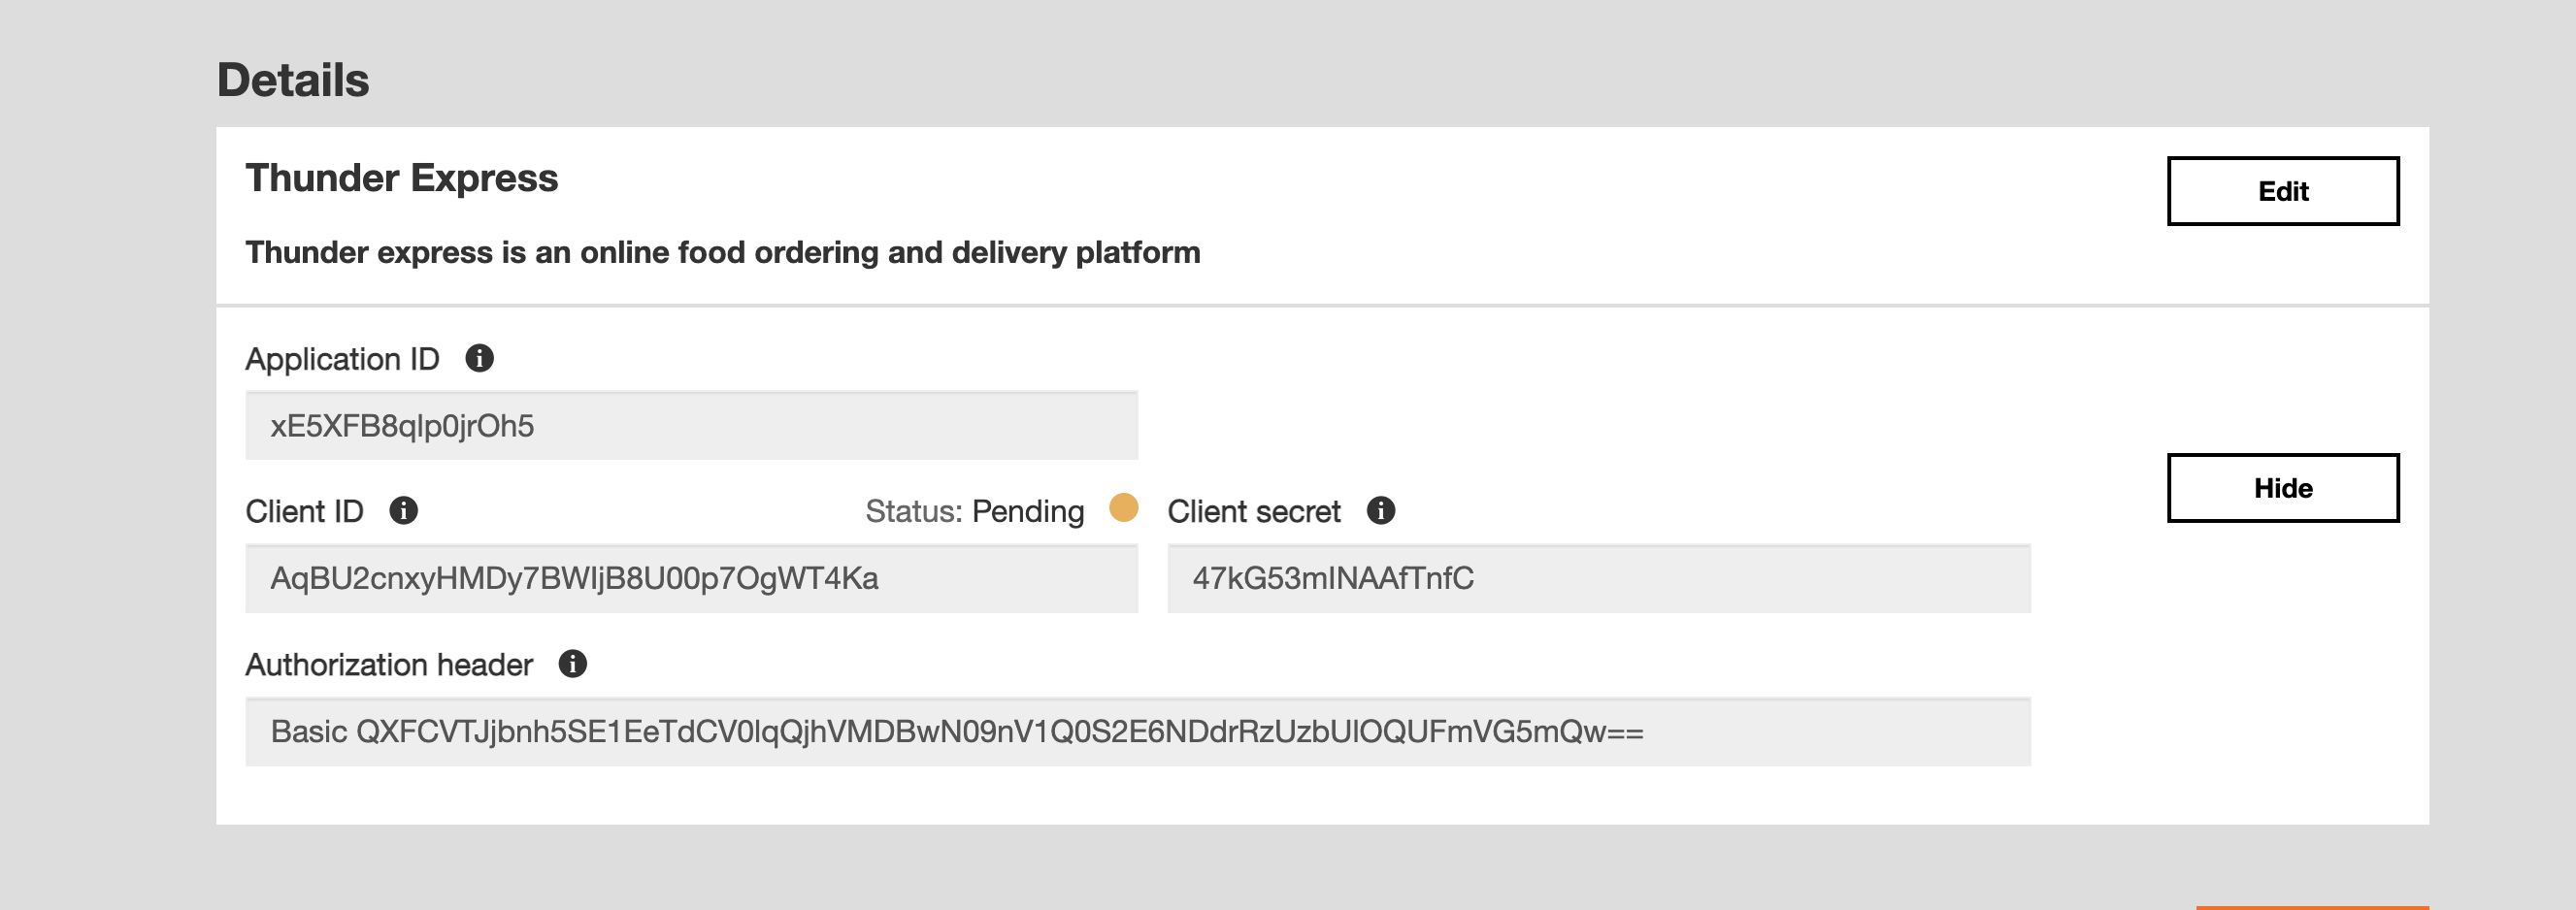 Details
Thunder Express
Edit
Thunder express is an online food ordering and delivery platform
Application ID
xE5XFB8qlp0jrOh5
Hide
Client ID
Status: Pending
Client secret
AqBU2cnxyHMDy7BWIjB8U00p7OgWT4Ka
47kG53mINAAfTnfC
Authorization header
Basic QXFCVTJjbnh5SE1EeTdCV0lqQjhVMDBwN09nV1Q0S2E6NDdrRzUzbUlOQUFmVG5mQw==